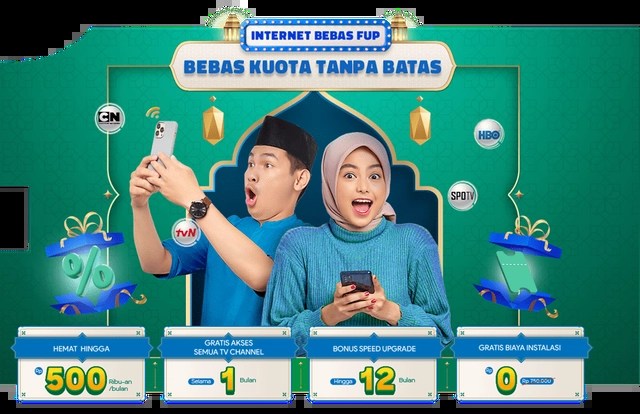 INTERNET BEBAS FUP
BEBAS KUOTA TANPA BATAS
CN
HBO
SPOTV
tvN
%
HEMAT HINGGA
Rp 500 Ribu-an /bulan
GRATIS AKSES
SEMUA TV CHANNEL
Selama 1 Bulan
BONUS SPEED UPGRADE
Hingga 12 Bulan
GRATIS BIAYA INSTALASI
Rp 0 Rp 750.000